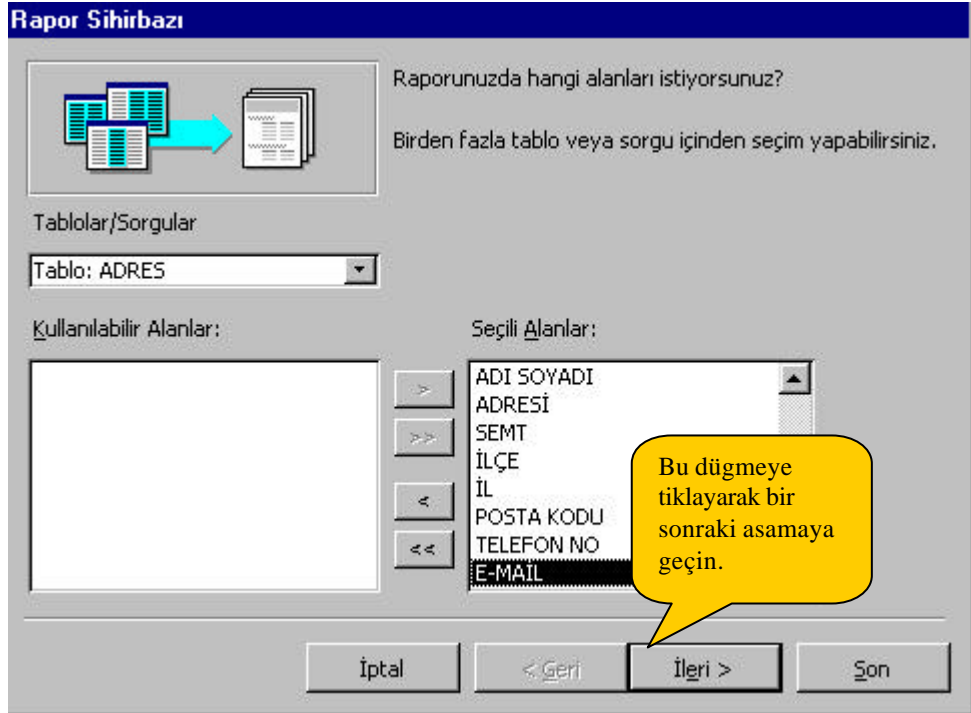 Rapor Sihirbazı
Raporunuzda hangi alanları istiyorsunuz?
Birden fazla tablo veya sorgu içinden seçim yapabilirsiniz.
Tablolar/Sorgular
Tablo: ADRES
Kullanılabilir Alanlar:
Seçili Alanlar:
>
>>
<
<<
ADI SOYADI
ADRESİ
SEMT
İLÇE
İL
POSTA KODU
TELEFON NO
E-MAİL
Bu dügmeye
tiklayarak bir
sonraki asamaya
geçin.
İptal
< Geri
İleri >
Son